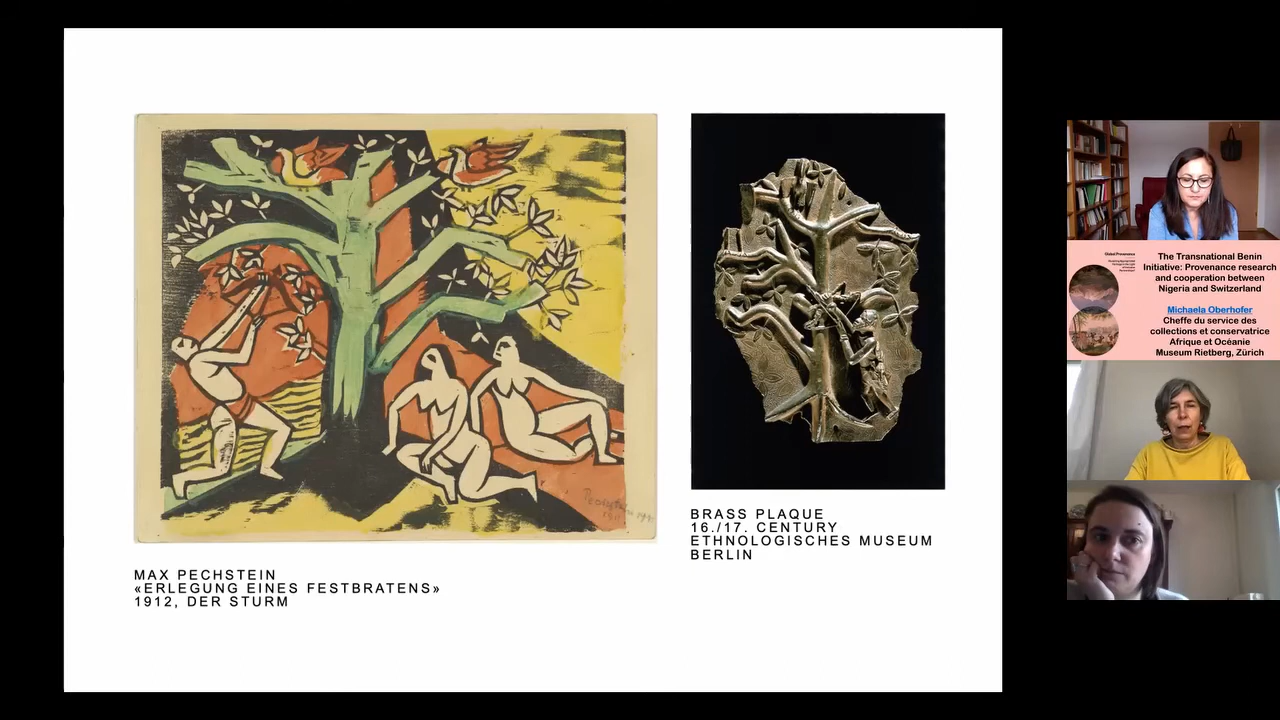 MAX PECHSTEIN
«ERLEGUNG EINES FESTBRATENS»
1912, DER STURM
BRASS PLAQUE
16./17. CENTURY
ETHNOLOGISCHES MUSEUM
BERLIN
Global Provenance
The Transnational Benin
Initiative: Provenance research
and cooperation between
Nigeria and Switzerland
Michaela Oberhofer
Cheffe du service des
collections et conservatrice
Afrique et Océanie
Museum Rietberg, Zürich